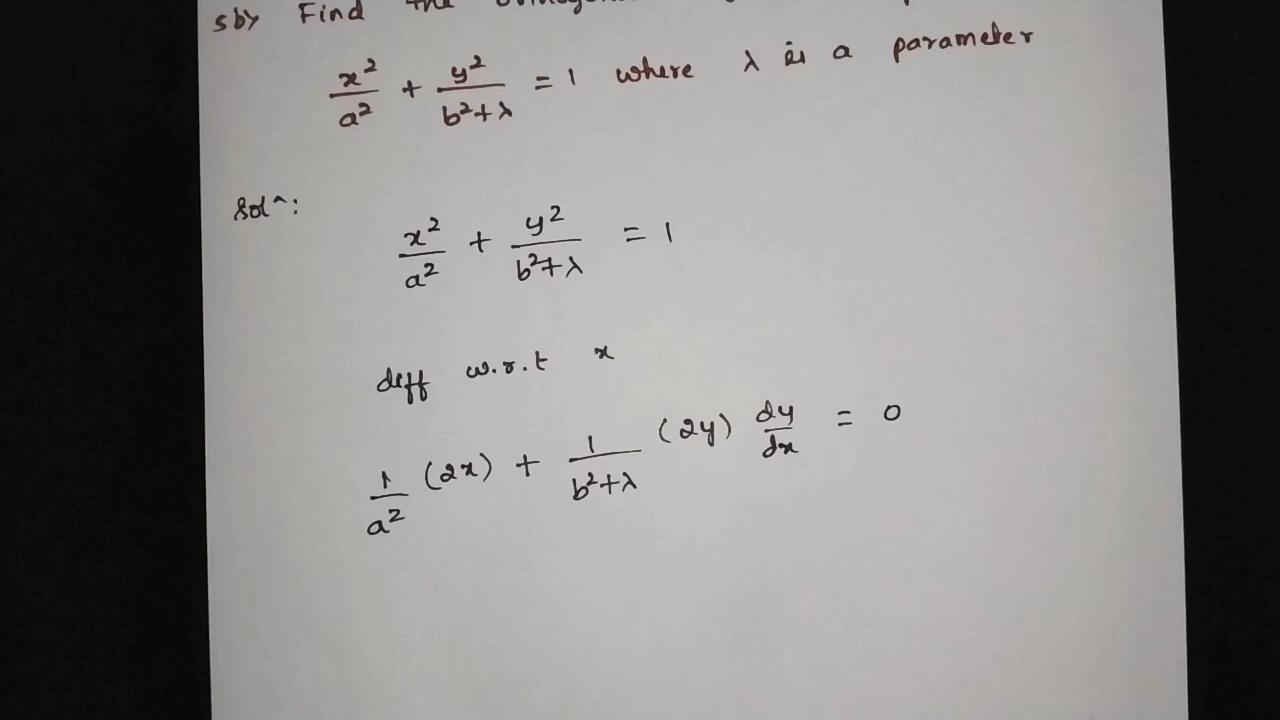 5b) Find the
x²/a² + y²/(b²+λ) = 1 where λ is a parameter
Solⁿ:
x²/a² + y²/(b²+λ) = 1
diff w.r.t x
1/a² (2x) + 1/(b²+λ) (2y) dy/dx = 0